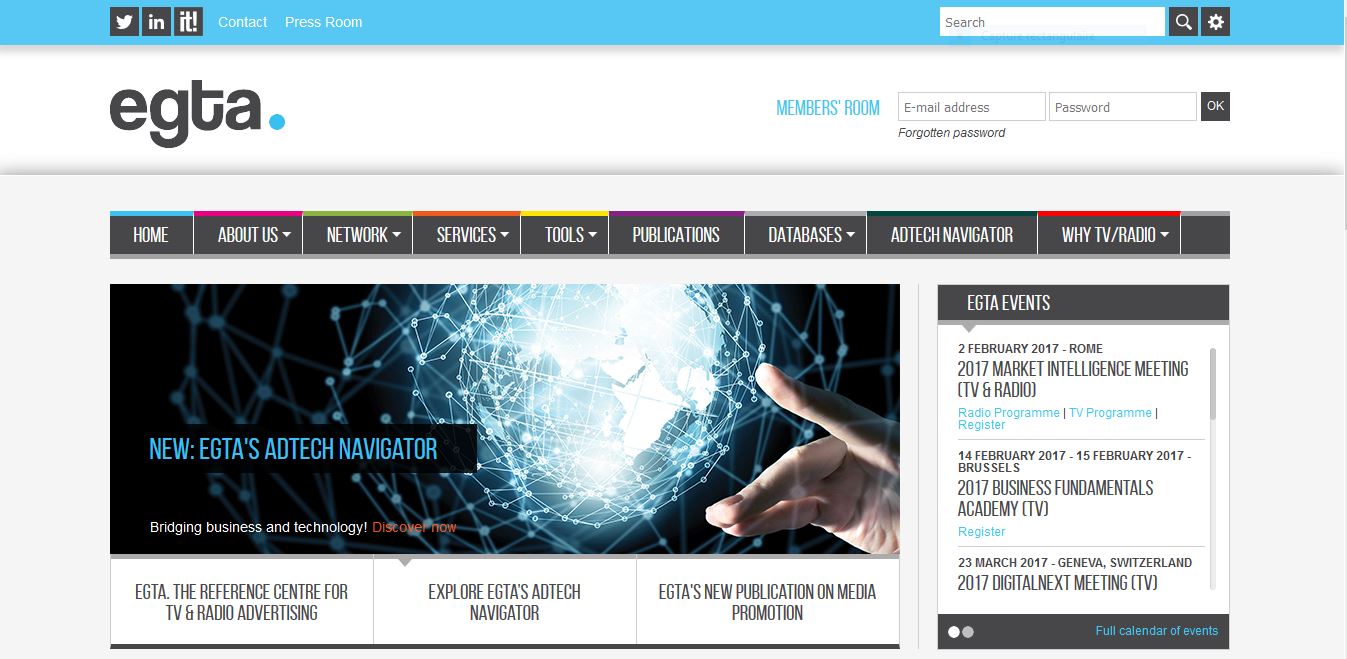 it!
Contact
Press Room
Search
Capture rectangulaire
egta.
MEMBERS' ROOM
E-mail address
Password
OK
Forgotten password
HOME
ABOUT US
NETWORK
SERVICES
TOOLS
PUBLICATIONS
DATABASES
ADTECH NAVIGATOR
WHY TV/RADIO
NEW: EGTA'S ADTECH NAVIGATOR
Bridging business and technology! Discover now
EGTA. THE REFERENCE CENTRE FOR
TV & RADIO ADVERTISING
EXPLORE EGTA'S ADTECH
NAVIGATOR
EGTA'S NEW PUBLICATION ON MEDIA
PROMOTION
EGTA EVENTS
2 FEBRUARY 2017 - ROME
2017 MARKET INTELLIGENCE MEETING
(TV & RADIO)
Radio Programme | TV Programme |
Register
14 FEBRUARY 2017 - 15 FEBRUARY 2017 -
BRUSSELS
2017 BUSINESS FUNDAMENTALS
ACADEMY (TV)
Register
23 MARCH 2017 - GENEVA, SWITZERLAND
2017 DIGITALNEXT MEETING (TV)
Full calendar of events